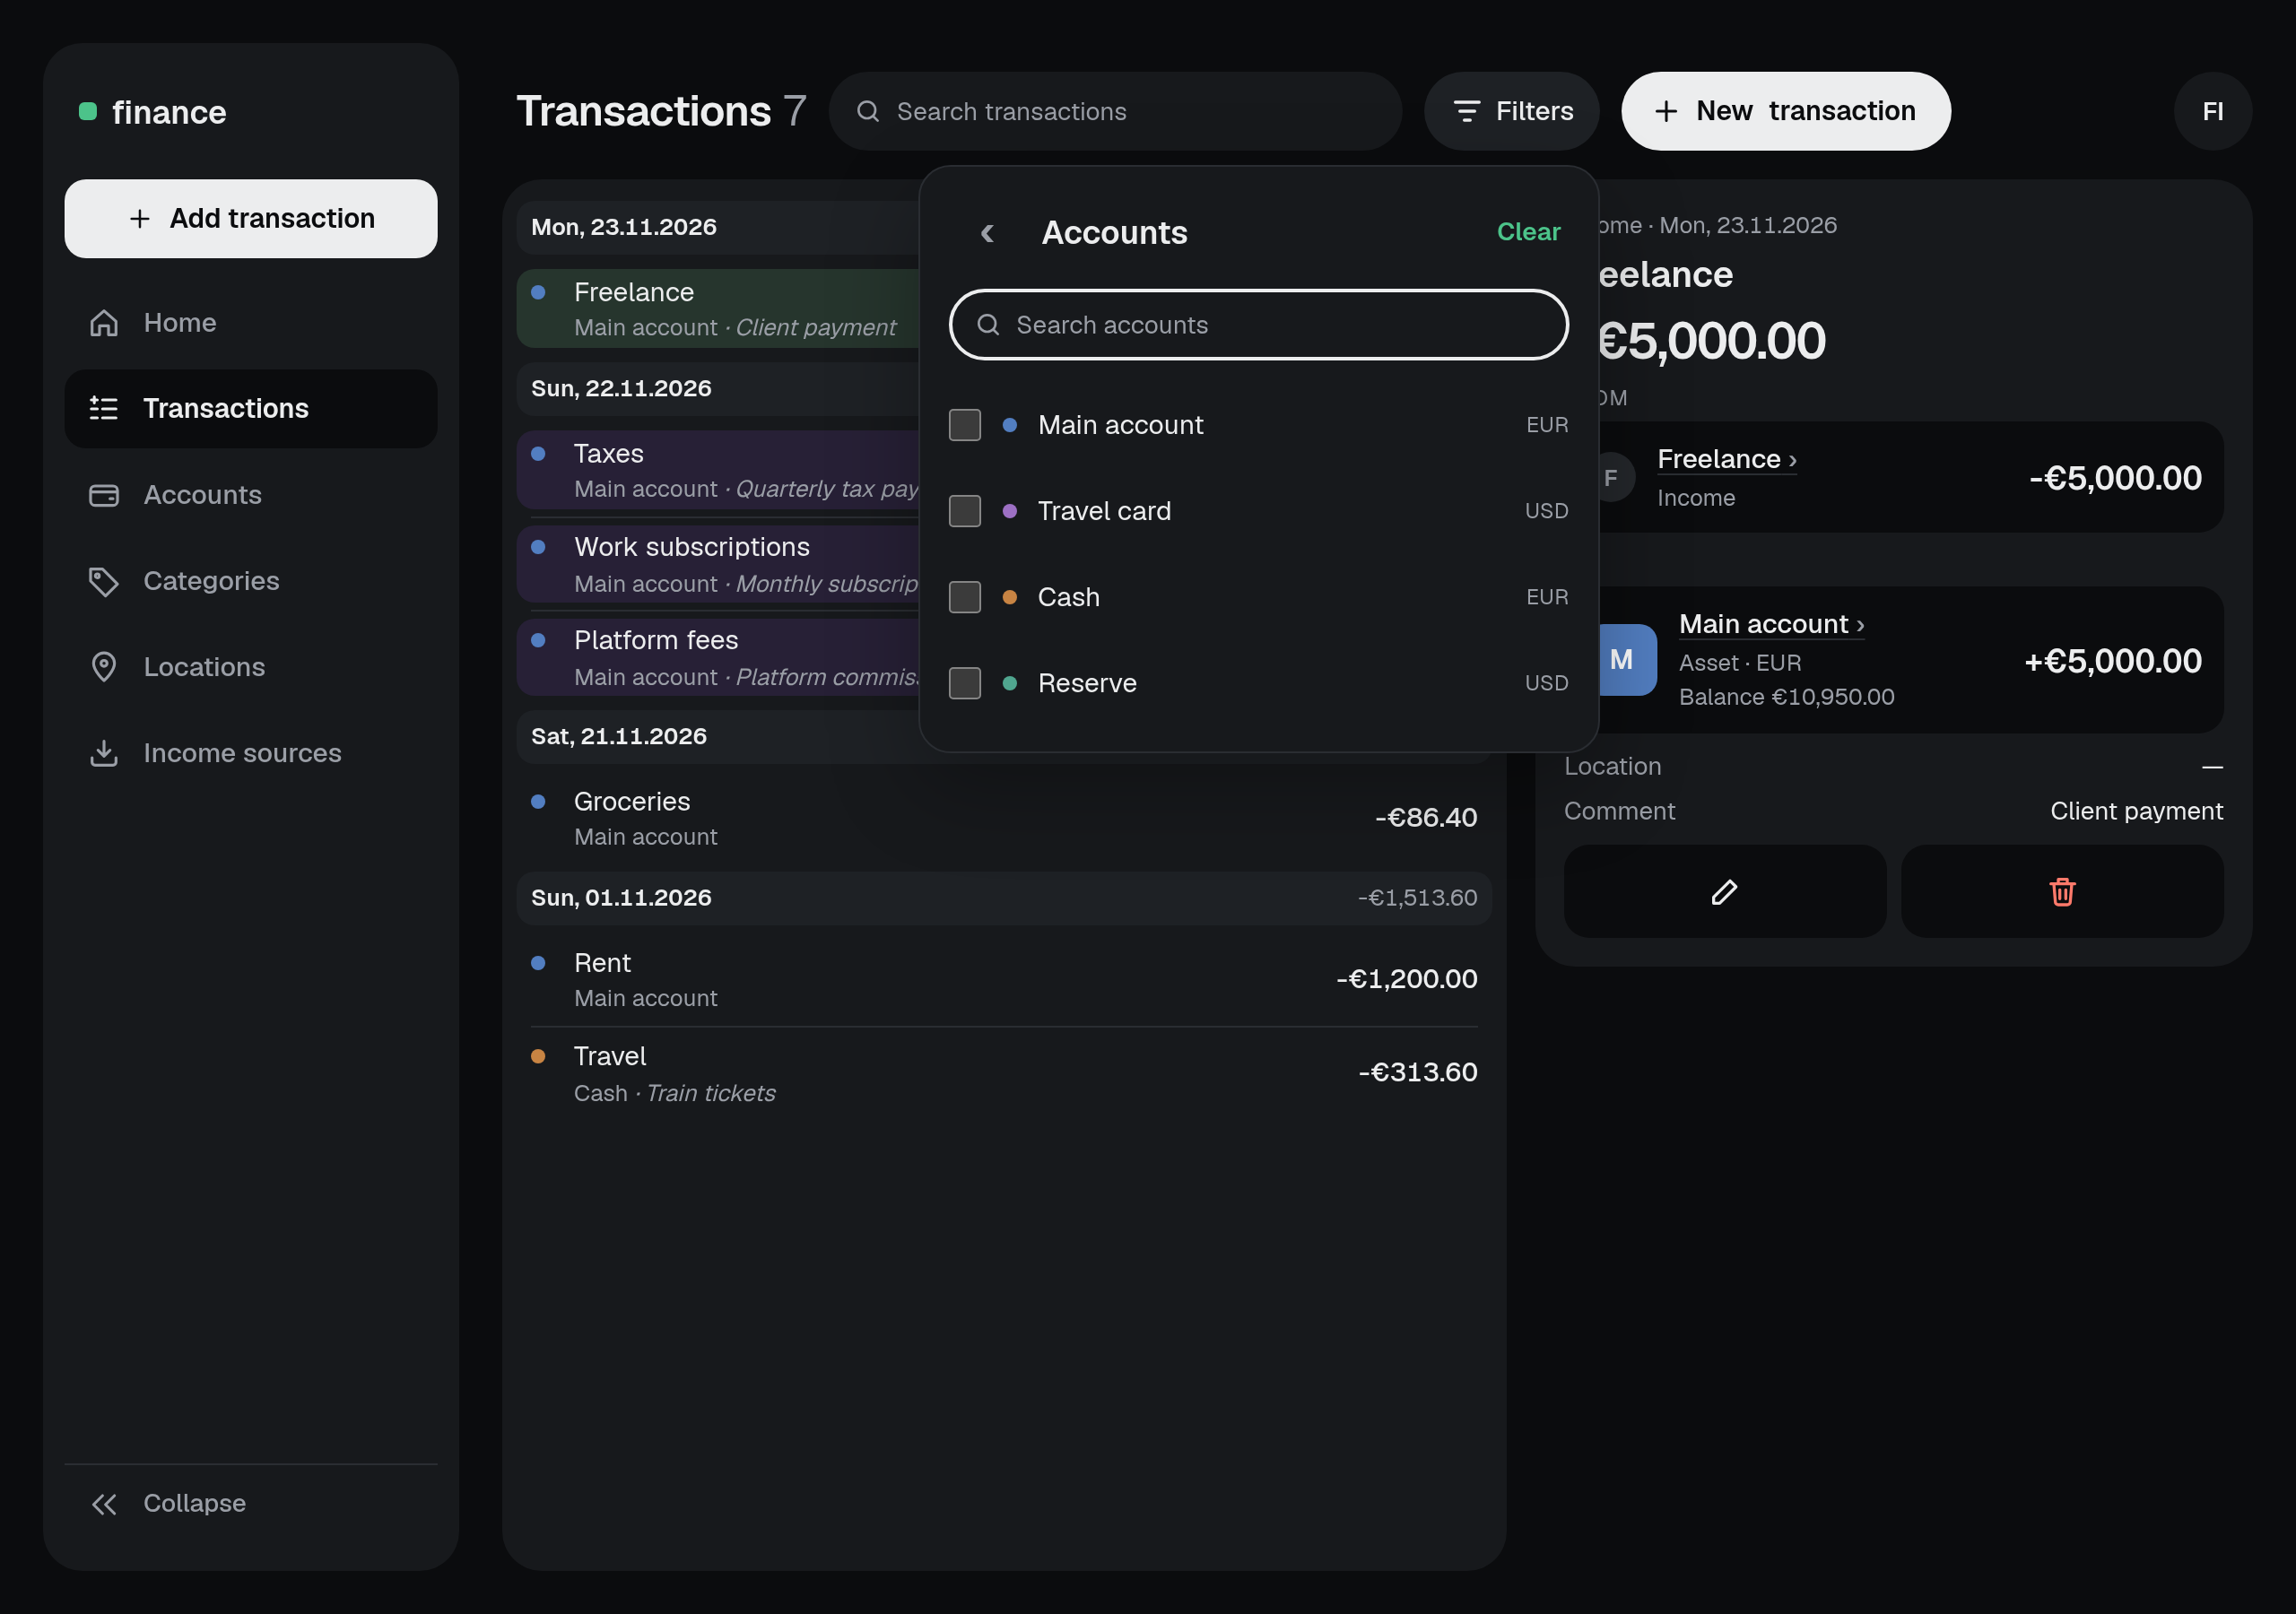 finance
Add transaction
Home
Transactions
Accounts
Categories
Locations
Income sources
Collapse
Transactions 7
Search transactions
Filters
New transaction
FI
Mon, 23.11.2026
Freelance
Main account · Client payment
Sun, 22.11.2026
Taxes
Main account · Quarterly tax pay
Work subscriptions
Main account · Monthly subscrip
Platform fees
Main account · Platform commis
Sat, 21.11.2026
Groceries
Main account
-€86.40
Sun, 01.11.2026
-€1,513.60
Rent
Main account
-€1,200.00
Travel
Cash · Train tickets
-€313.60
‹ Accounts
Clear
Search accounts
Main account EUR
Travel card USD
Cash EUR
Reserve USD
ome · Mon, 23.11.2026
eelance
€5,000.00
OM
F
Freelance ›
Income
-€5,000.00
M
Main account ›
Asset · EUR
Balance €10,950.00
+€5,000.00
Location —
Comment Client payment